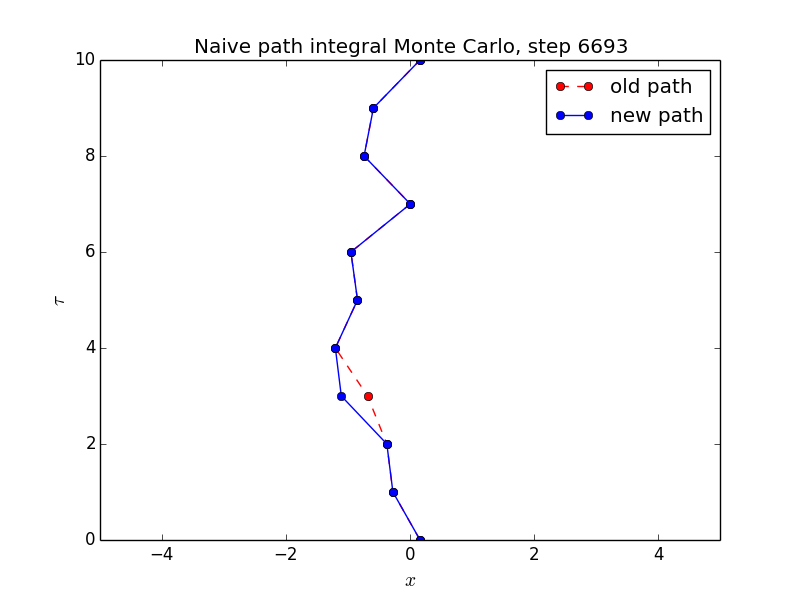 Naive path integral Monte Carlo, step 6693
old path
new path
10
8
6
4
2
0
τ
−4 −2 0 2 4
x